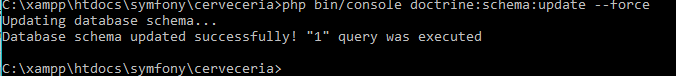 C:\xampp\htdocs\symfony\cerveceria>php bin/console doctrine:schema:update --force
Updating database schema...
Database schema updated successfully! "1" query was executed
C:\xampp\htdocs\symfony\cerveceria>